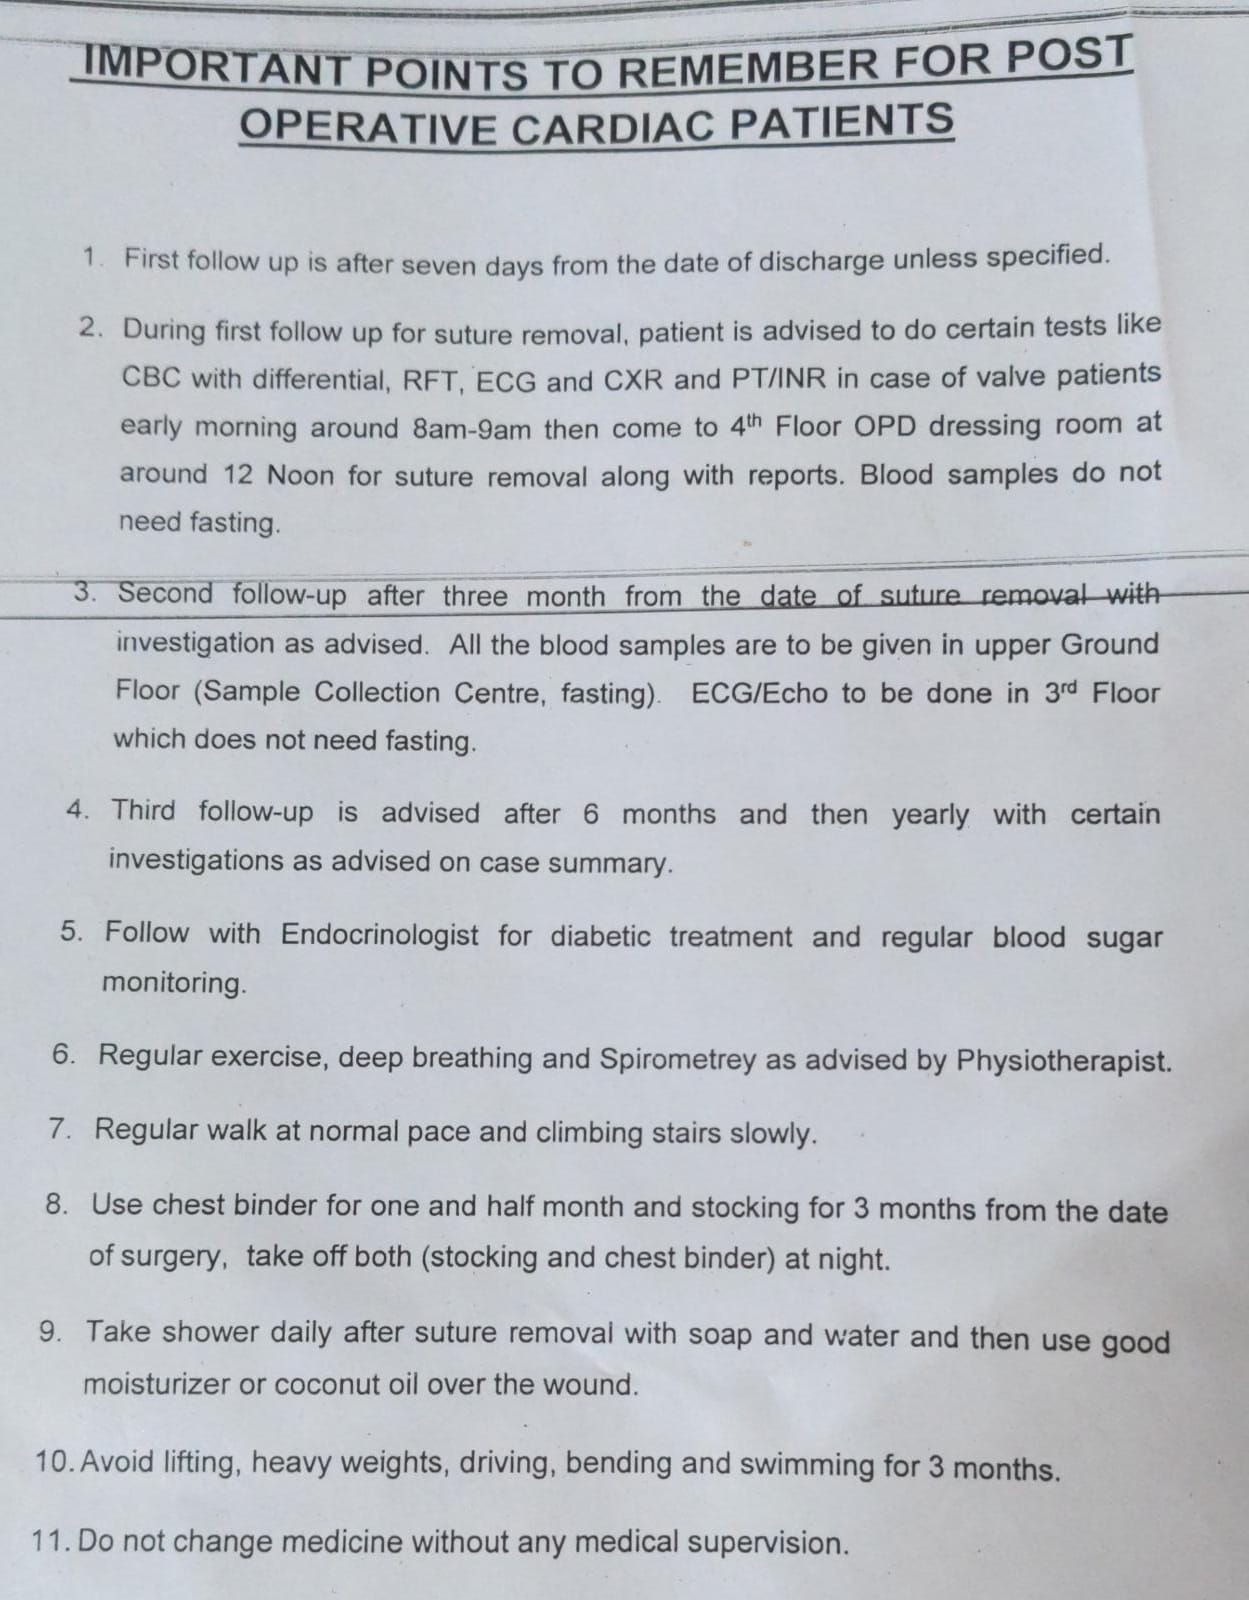 IMPORTANT POINTS TO REMEMBER FOR POST
OPERATIVE CARDIAC PATIENTS
1. First follow up is after seven days from the date of discharge unless specified.
2. During first follow up for suture removal, patient is advised to do certain tests like
CBC with differential, RFT, ECG and CXR and PT/INR in case of valve patients
early morning around 8am-9am then come to 4th Floor OPD dressing room at
around 12 Noon for suture removal along with reports. Blood samples do not
need fasting.
3. Second follow-up after three month from the date of suture removal with
investigation as advised. All the blood samples are to be given in upper Ground
Floor (Sample Collection Centre, fasting). ECG/Echo to be done in 3rd Floor
which does not need fasting.
4. Third follow-up is advised after 6 months and then yearly with certain
investigations as advised on case summary.
5. Follow with Endocrinologist for diabetic treatment and regular blood sugar
monitoring.
6. Regular exercise, deep breathing and Spirometrey as advised by Physiotherapist.
7. Regular walk at normal pace and climbing stairs slowly.
8. Use chest binder for one and half month and stocking for 3 months from the date
of surgery, take off both (stocking and chest binder) at night.
9. Take shower daily after suture removal with soap and water and then use good
moisturizer or coconut oil over the wound.
10. Avoid lifting, heavy weights, driving, bending and swimming for 3 months.
11. Do not change medicine without any medical supervision.